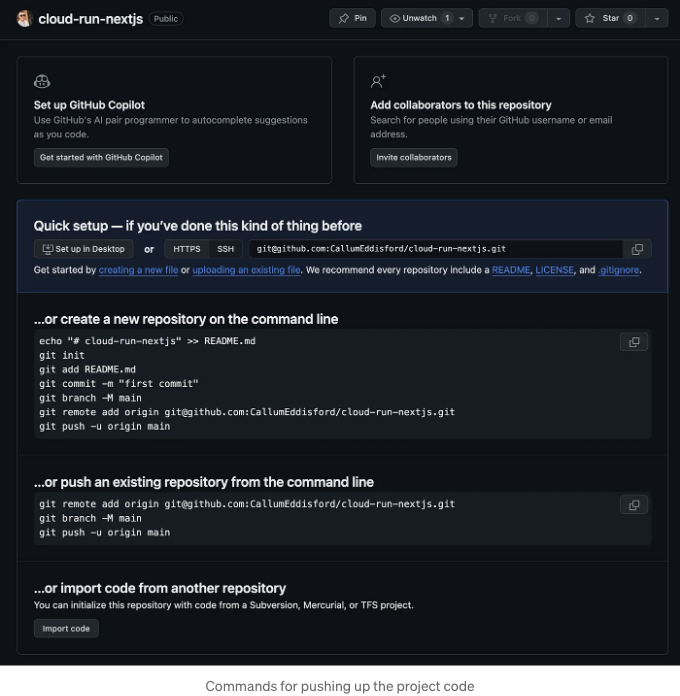 cloud-run-nextjs Public
Pin
Unwatch 1
Fork 0
Star 0
Set up GitHub Copilot
Use GitHub's AI pair programmer to autocomplete suggestions
as you code.
Get started with GitHub Copilot
Add collaborators to this repository
Search for people using their GitHub username or email
address.
Invite collaborators
Quick setup — if you've done this kind of thing before
Set up in Desktop or HTTPS SSH git@github.com:CallumEddisford/cloud-run-nextjs.git
Get started by creating a new file or uploading an existing file. We recommend every repository include a README, LICENSE, and .gitignore.
...or create a new repository on the command line
echo "# cloud-run-nextjs" >> README.md
git init
git add README.md
git commit -m "first commit"
git branch -M main
git remote add origin git@github.com:CallumEddisford/cloud-run-nextjs.git
git push -u origin main
...or push an existing repository from the command line
git remote add origin git@github.com:CallumEddisford/cloud-run-nextjs.git
git branch -M main
git push -u origin main
...or import code from another repository
You can initialize this repository with code from a Subversion, Mercurial, or TFS project.
Import code
Commands for pushing up the project code